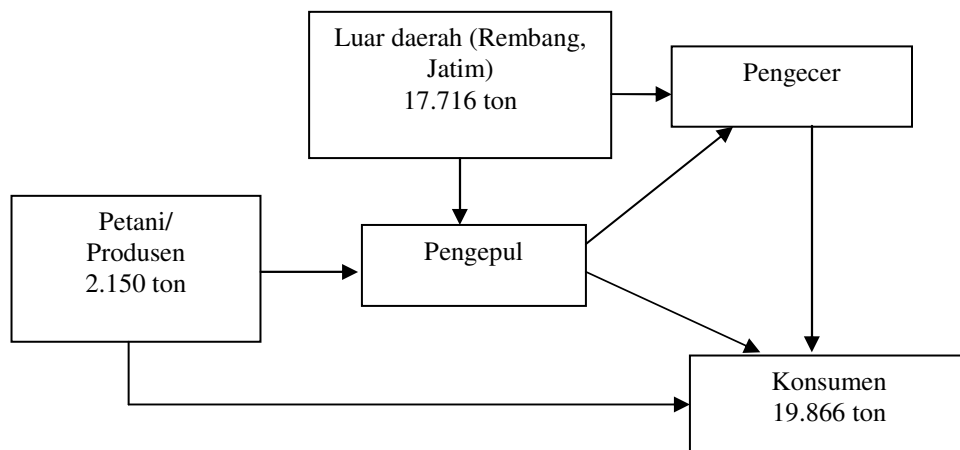 Luar daerah (Rembang,
Jatim)
17.716 ton
Pengecer
Petani/
Produsen
2.150 ton
Pengepul
Konsumen
19.866 ton